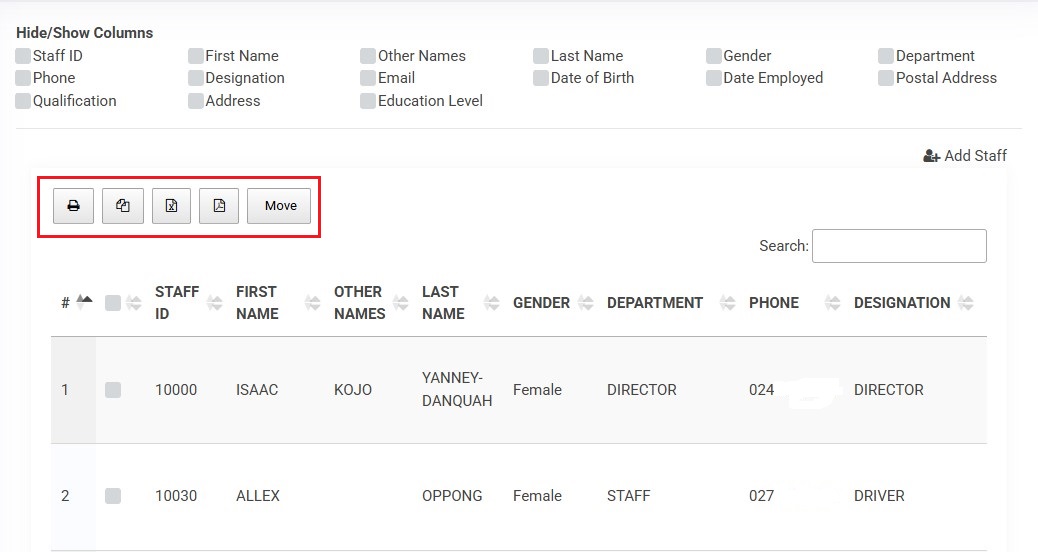 Hide/Show Columns
Staff ID First Name Other Names Last Name Gender Department
Phone Designation Email Date of Birth Date Employed Postal Address
Qualification Address Education Level
Add Staff
Move
Search:
# STAFF ID FIRST NAME OTHER NAMES LAST NAME GENDER DEPARTMENT PHONE DESIGNATION
1 10000 ISAAC KOJO YANNEY-DANQUAH Female DIRECTOR 024 DIRECTOR
2 10030 ALLEX OPPONG Female STAFF 027 DRIVER